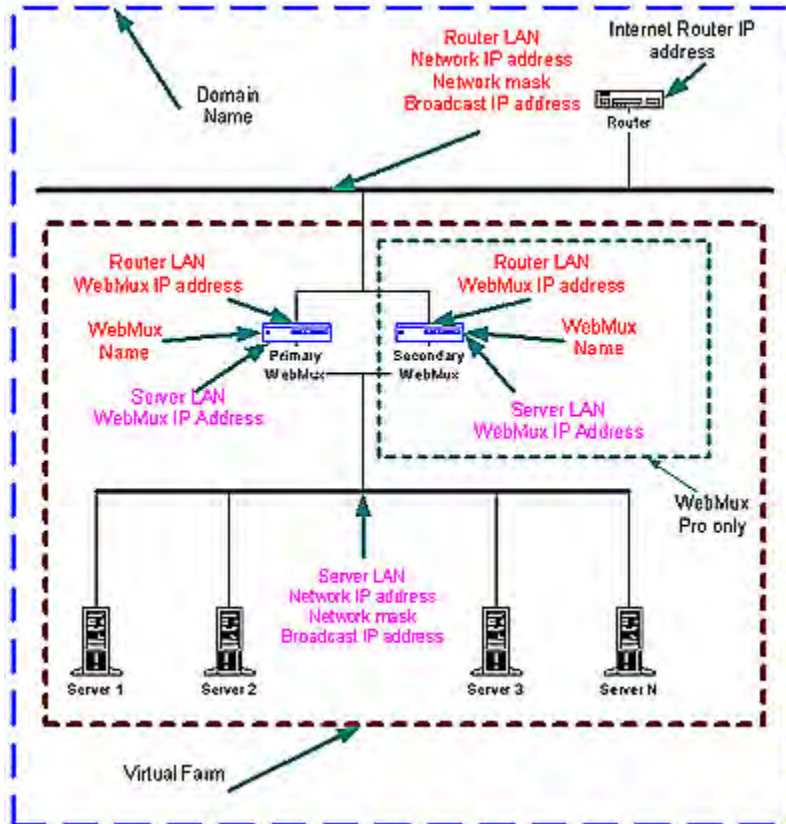 Router LAN
Network IP address
Network mask
Broadcast IP address
Internet Router IP
address
Domain
Name
Router
Router LAN
WebMux IP address
Router LAN
WebMux IP address
WebMux
Name
WebMux
Name
Primary
WebMux
Secondary
WebMux
Server LAN
WebMux IP Address
Server LAN
WebMux IP Address
WebMux
Pro only
Server LAN
Network IP address
Network mask
Broadcast IP address
Server 1
Server 2
Server 3
Server N
Virtual Farm